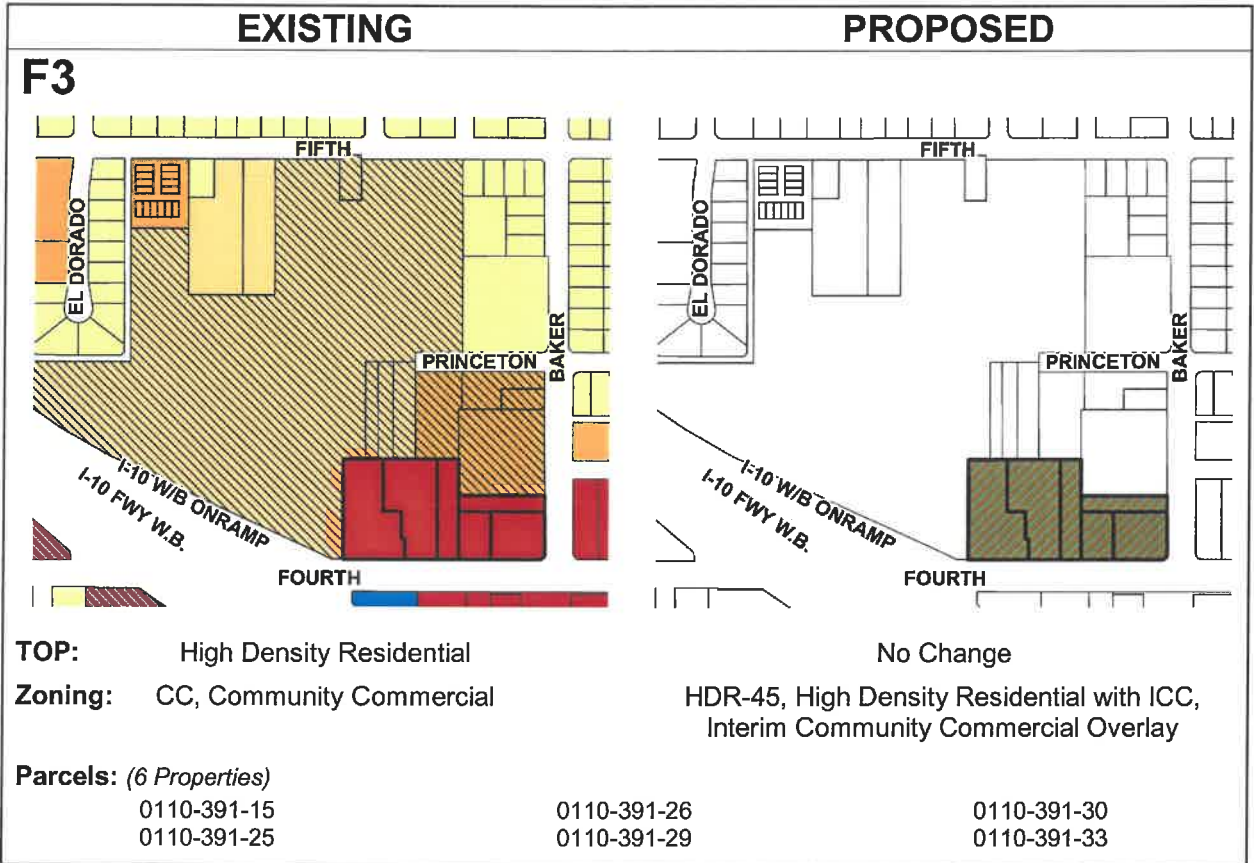 EXISTING
PROPOSED
F3
FIFTH
EL DORADO
PRINCETON
BAKER
I-10 W/B ONRAMP
I-10 FWY W.B.
FOURTH
FIFTH
EL DORADO
PRINCETON
BAKER
I-10 W/B ONRAMP
I-10 FWY W.B.
FOURTH
TOP: High Density Residential
No Change
Zoning: CC, Community Commercial
HDR-45, High Density Residential with ICC,
Interim Community Commercial Overlay
Parcels: (6 Properties)
0110-391-15 0110-391-26 0110-391-30
0110-391-25 0110-391-29 0110-391-33